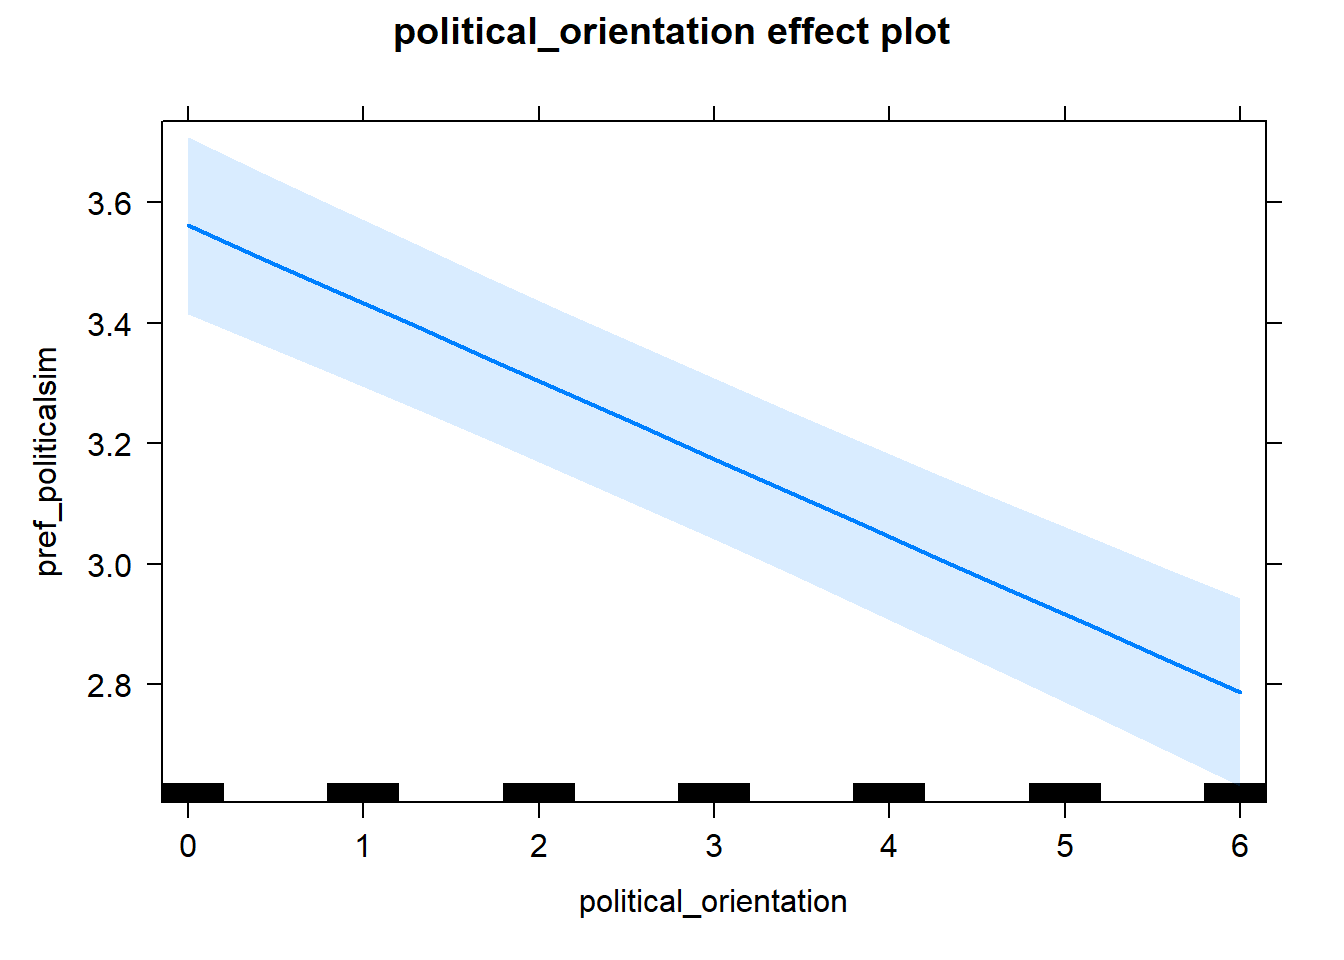 political_orientation effect plot
3.6
3.4
3.2
3.0
2.8
pref_politicalsim
0 1 2 3 4 5 6
political_orientation